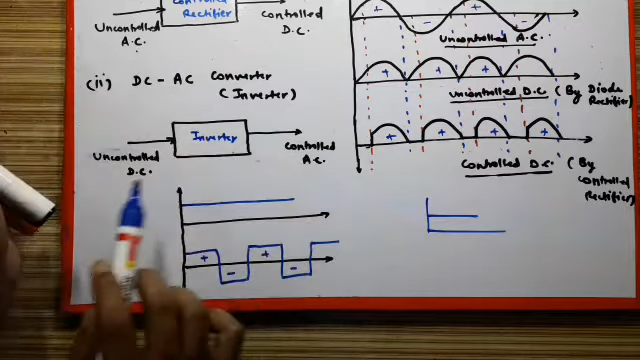 Controlled
Rectifier
Uncontrolled
A.C.
Controlled
D.C.
(ii) DC - AC Converter
(Inverter)
Uncontrolled
D.C.
Inverter
Controlled
A.C.
+ - + -
+ - + -
Uncontrolled A.C.
+ + + +
uncontrolled D.C ( By Diode
Rectifier)
+ + + +
Controlled D.C. ( By
Controlled
Rectifier)